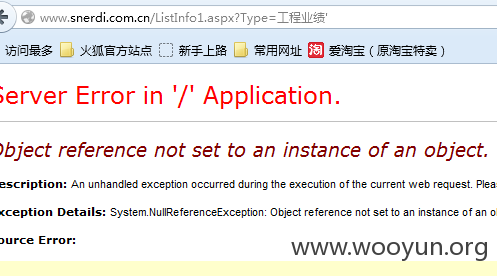 www.snerdi.com.cn/ListInfo1.aspx?Type=工程业绩'
访问最多 火狐官方站点 新手上路 常用网址 淘 爱淘宝（原淘宝特卖）
Server Error in '/' Application.
Object reference not set to an instance of an object.
Description: An unhandled exception occurred during the execution of the current web request. Plea
Exception Details: System.NullReferenceException: Object reference not set to an instance of an o
Source Error:
www.wooyun.org